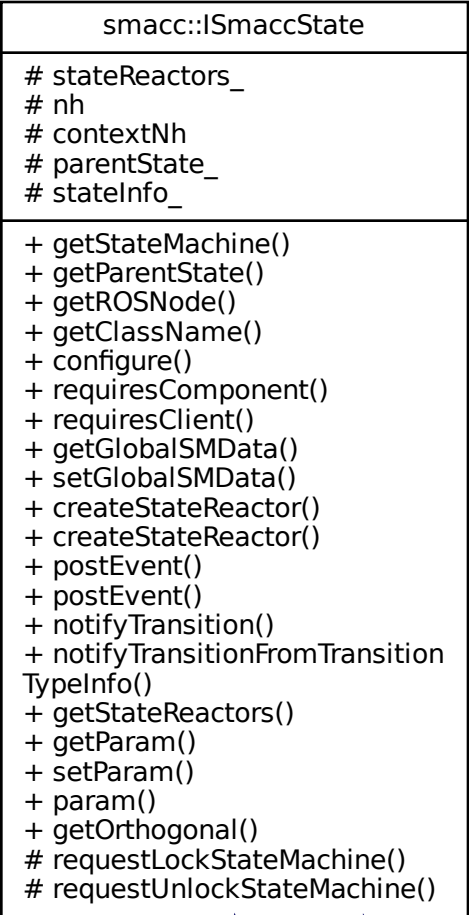 smacc::ISmaccState
# stateReactors_
# nh
# contextNh
# parentState_
# stateInfo_
+ getStateMachine()
+ getParentState()
+ getROSNode()
+ getClassName()
+ configure()
+ requiresComponent()
+ requiresClient()
+ getGlobalSMData()
+ setGlobalSMData()
+ createStateReactor()
+ createStateReactor()
+ postEvent()
+ postEvent()
+ notifyTransition()
+ notifyTransitionFromTransition
TypeInfo()
+ getStateReactors()
+ getParam()
+ setParam()
+ param()
+ getOrthogonal()
# requestLockStateMachine()
# requestUnlockStateMachine()